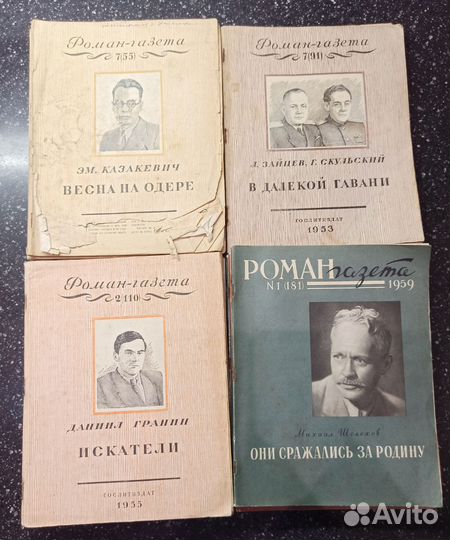 Роман-газета
7(55)
ЭМ. КАЗАКЕВИЧ
ВЕСНА НА ОДЕРЕ
Роман-газета
7(91)
Л. ЗАЙЦЕВ, Г. СКУЛЬСКИЙ
В ДАЛЕКОЙ ГАВАНИ
ГОСЛИТИЗДАТ
1953
Роман-газета
2(110)
ДАНИИЛ ГРАНИН
ИСКАТЕЛИ
ГОСЛИТИЗДАТ
1955
РОМАН
газета
N1 (181) 1959
Михаил Шолохов
ОНИ СРАЖАЛИСЬ ЗА РОДИНУ
Avito